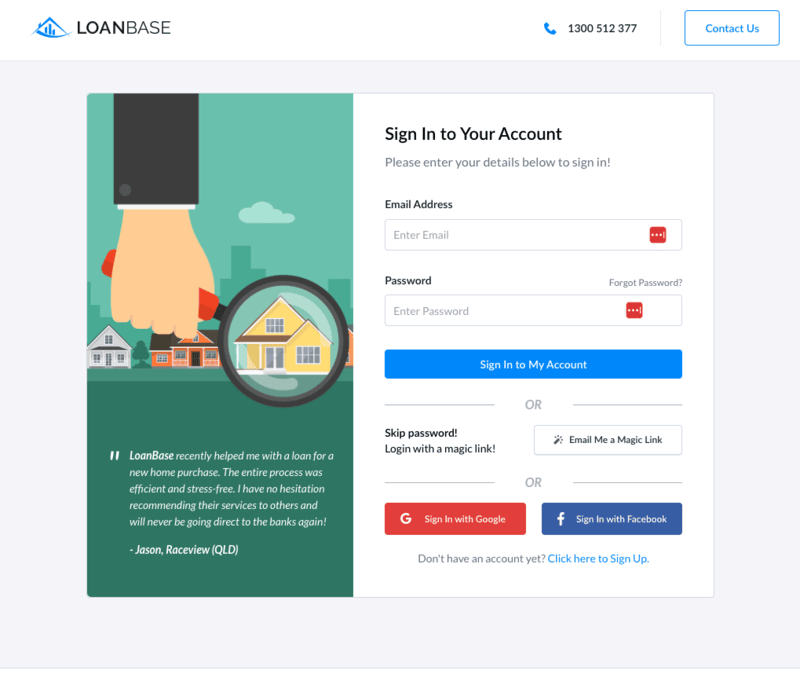 LOANBASE
1300 512 377
Contact Us
Sign In to Your Account
Please enter your details below to sign in!
Email Address
Enter Email
Password
Forgot Password?
Enter Password
Sign In to My Account
OR
Skip password!
Login with a magic link!
Email Me a Magic Link
OR
G
Sign In with Google
f
Sign In with Facebook
Don't have an account yet? Click here to Sign Up.
"
LoanBase recently helped me with a loan for a
new home purchase. The entire process was
efficient and stress-free. I have no hesitation
recommending their services to others and
will never be going direct to the banks again!
- Jason, Raceview (QLD)